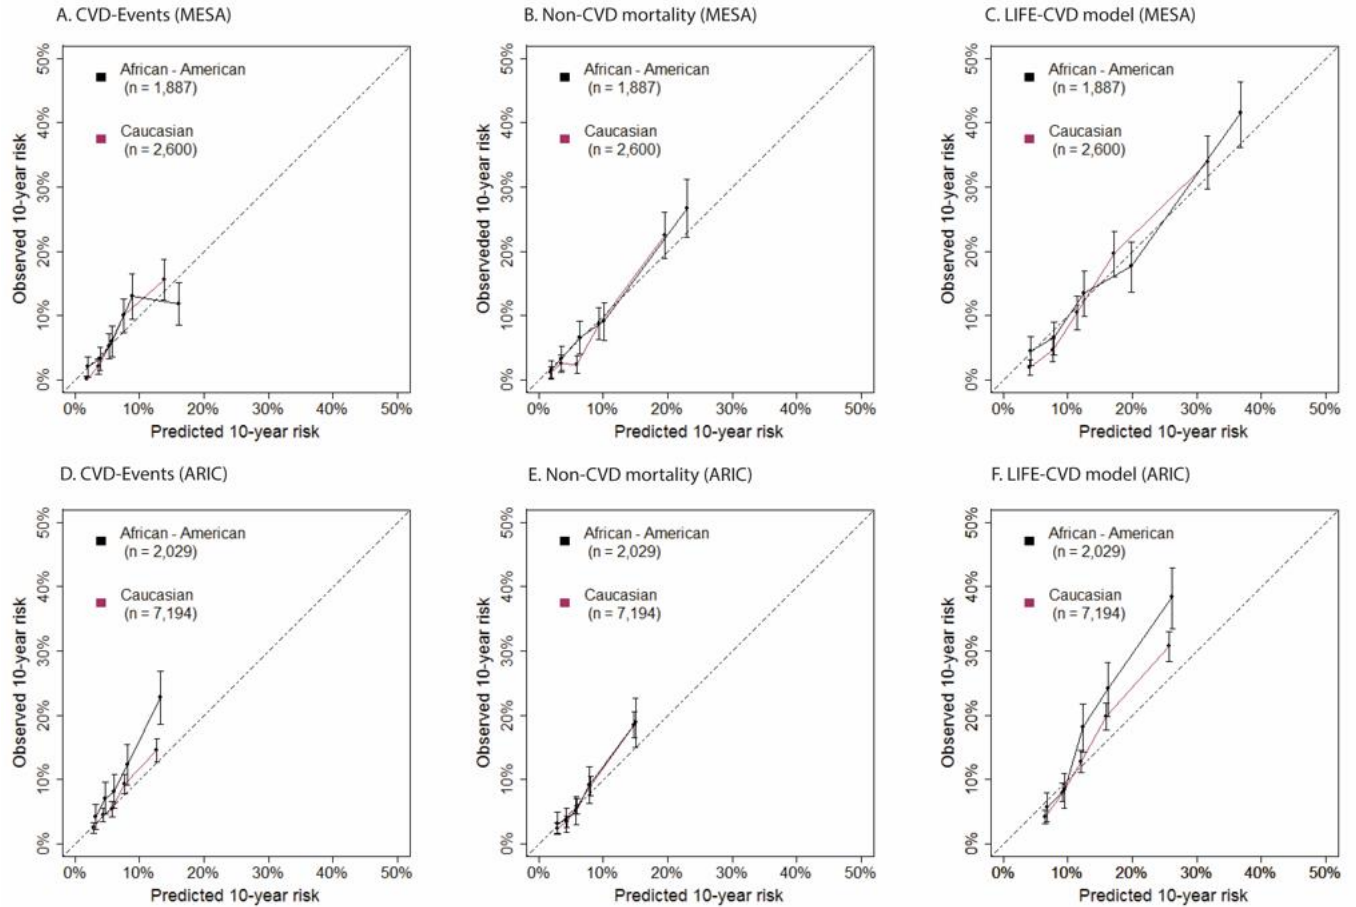 A. CVD-Events (MESA)
African - American
(n = 1,887)
Caucasian
(n = 2,600)
Observed 10-year risk
0%
10%
20%
30%
40%
50%
0% 10% 20% 30% 40% 50%
Predicted 10-year risk
B. Non-CVD mortality (MESA)
African - American
(n = 1,887)
Caucasian
(n = 2,600)
Observeded 10-year risk
0%
10%
20%
30%
40%
50%
0% 10% 20% 30% 40% 50%
Predicted 10-year risk
C. LIFE-CVD model (MESA)
African - American
(n = 1,887)
Caucasian
(n = 2,600)
Observed 10-year risk
0%
10%
20%
30%
40%
50%
0% 10% 20% 30% 40% 50%
Predicted 10-year risk
D. CVD-Events (ARIC)
African - American
(n = 2,029)
Caucasian
(n = 7,194)
Observed 10-year risk
0%
10%
20%
30%
40%
50%
0% 10% 20% 30% 40% 50%
Predicted 10-year risk
E. Non-CVD mortality (ARIC)
African - American
(n = 2,029)
Caucasian
(n = 7,194)
Observed 10-year risk
0%
10%
20%
30%
40%
50%
0% 10% 20% 30% 40% 50%
Predicted 10-year risk
F. LIFE-CVD model (ARIC)
African - American
(n = 2,029)
Caucasian
(n = 7,194)
Observed 10-year risk
0%
10%
20%
30%
40%
50%
0% 10% 20% 30% 40% 50%
Predicted 10-year risk